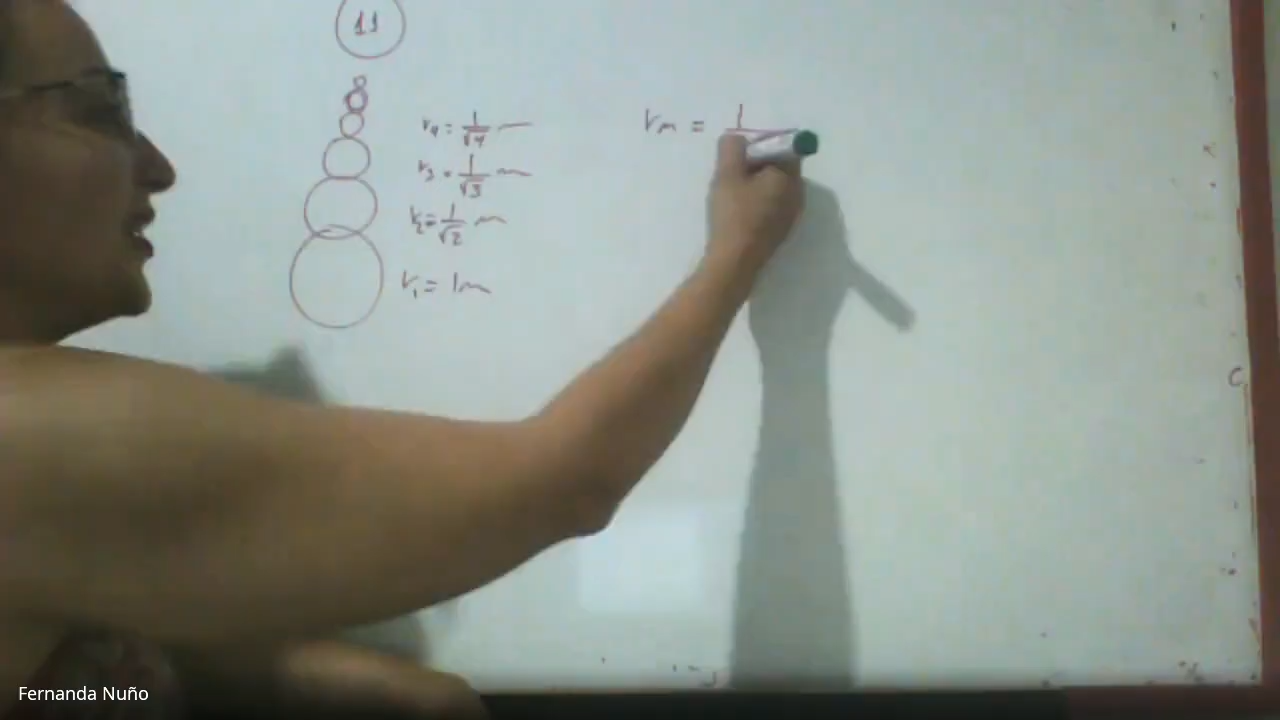 11
r₄ = 1/√4 m
r₃ = 1/√3 m
r₂ = 1/√2 m
r₁ = 1m
rₙ = 1
Fernanda Nuño